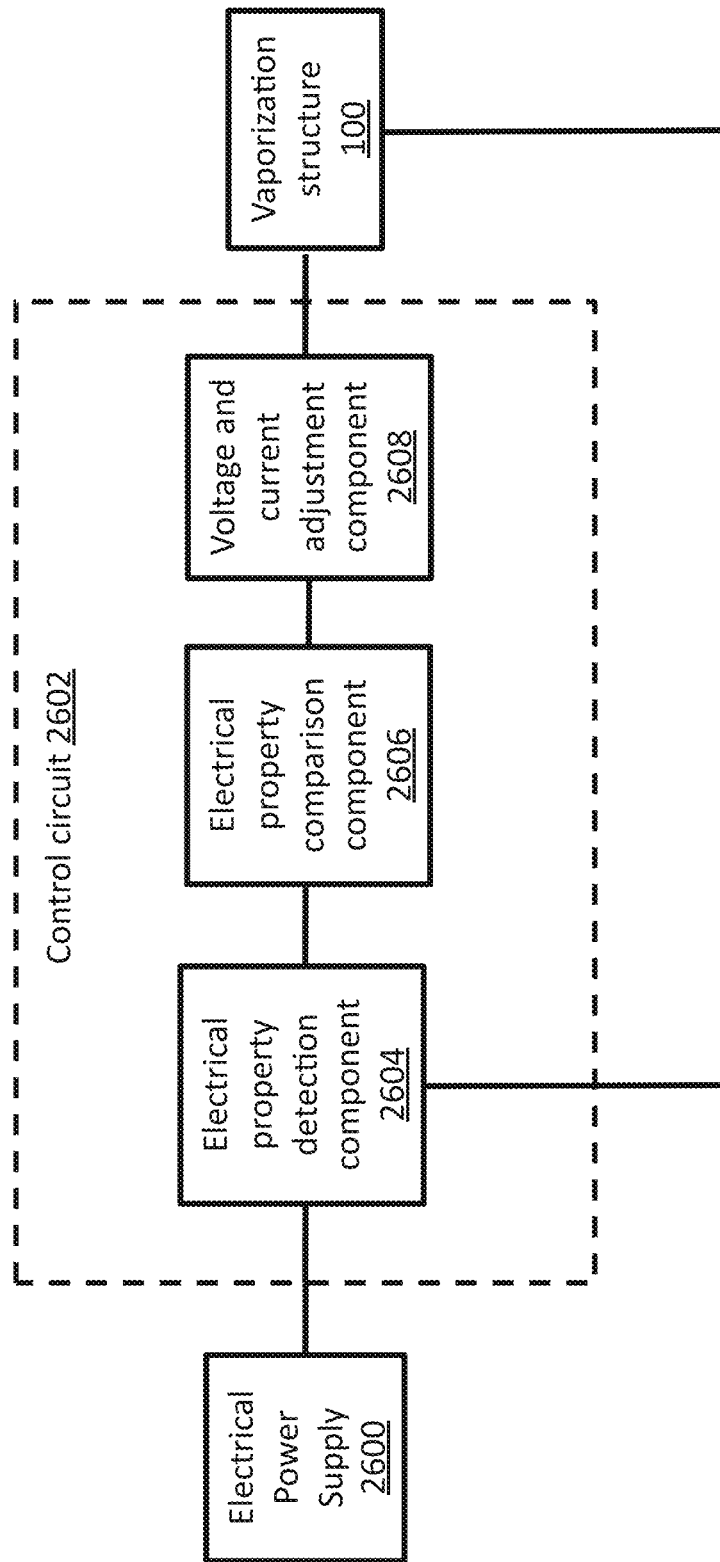 Control circuit 2602
Electrical
Power
Supply
2600
Electrical
property
detection
component
2604
Electrical
property
comparison
component
2606
Voltage and
current
adjustment
component
2608
Vaporization
structure
100